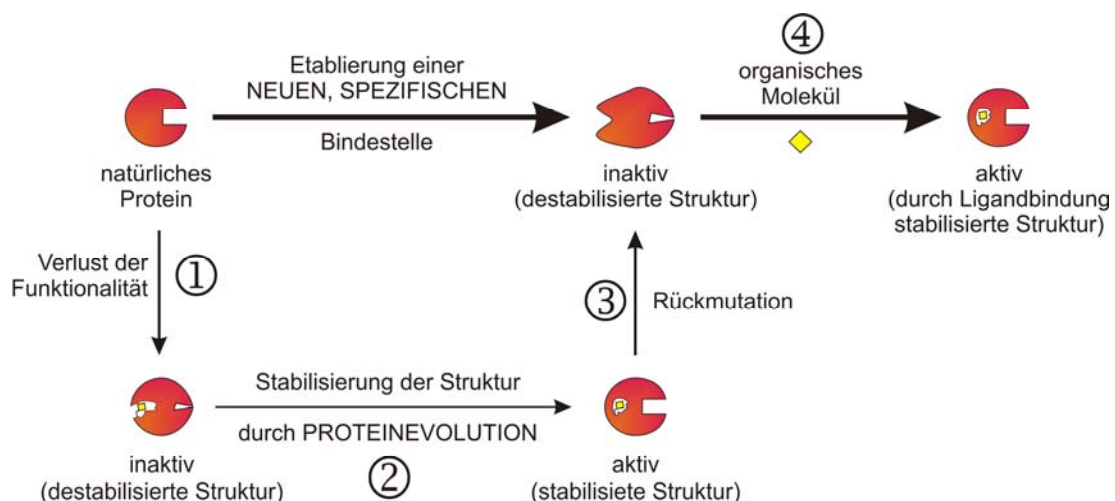 ④
Etablierung einer
NEUEN, SPEZIFISCHEN
Bindestelle
organisches
Molekül
natürliches
Protein
inaktiv
(destabilisierte Struktur)
aktiv
(durch Ligandbindung
stabilisierte Struktur)
Verlust der
Funktionalität
①
③
Rückmutation
Stabilisierung der Struktur
durch PROTEINEVOLUTION
②
inaktiv
(destabilisierte Struktur)
aktiv
(stabilisiete Struktur)